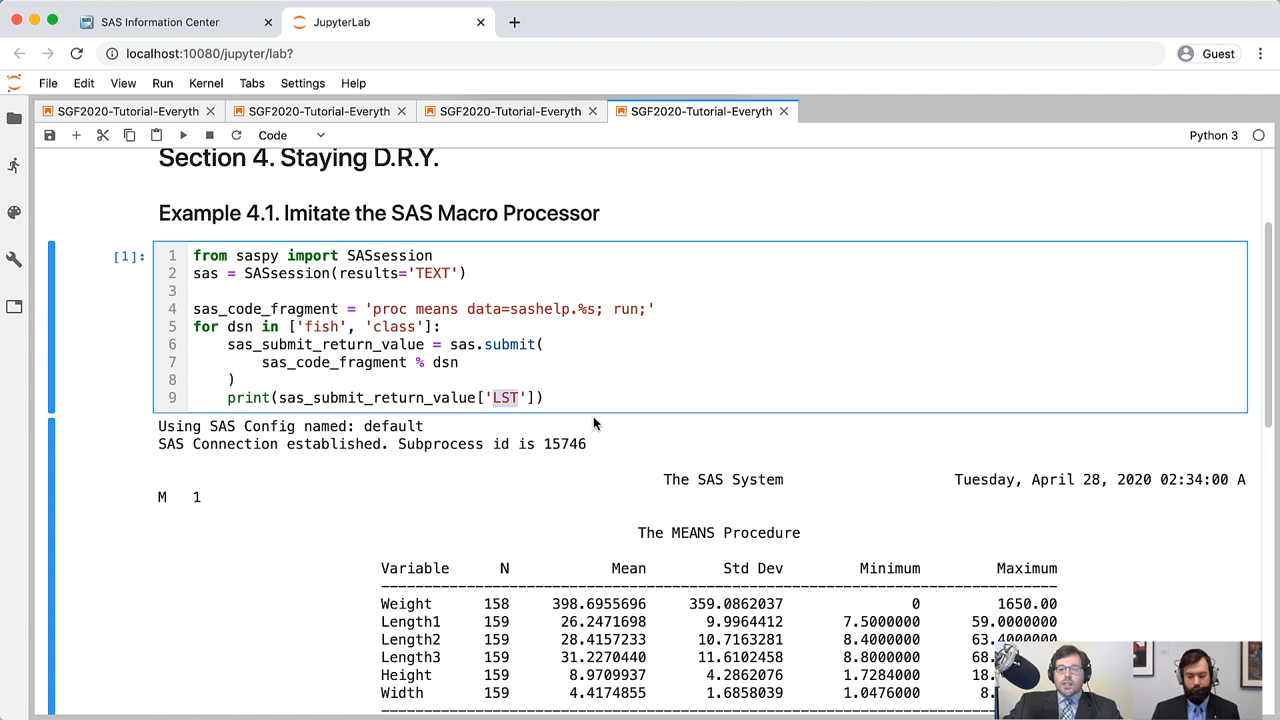 SAS Information Center
JupyterLab
localhost:10080/jupyter/lab?
Guest
File Edit View Run Kernel Tabs Settings Help
SGF2020-Tutorial-Everyth SGF2020-Tutorial-Everyth SGF2020-Tutorial-Everyth SGF2020-Tutorial-Everyth
Code
Python 3
Section 4. Staying D.R.Y.
Example 4.1. Imitate the SAS Macro Processor
[1]:
1 from saspy import SASsession
2 sas = SASsession(results='TEXT')
3
4 sas_code_fragment = 'proc means data=sashelp.%s; run;'
5 for dsn in ['fish', 'class']:
6 sas_submit_return_value = sas.submit(
7 sas_code_fragment % dsn
8 )
9 print(sas_submit_return_value['LST'])
Using SAS Config named: default
SAS Connection established. Subprocess id is 15746
The SAS System Tuesday, April 28, 2020 02:34:00 A
M 1
The MEANS Procedure
Variable N Mean Std Dev Minimum Maximum
Weight 158 398.6955696 359.0862037 0 1650.00
Length1 159 26.2471698 9.9964412 7.5000000 59.0000000
Length2 159 28.4157233 10.7163281 8.4000000 63.4000000
Length3 159 31.2270440 11.6102458 8.8000000 68.
Height 159 8.9709937 4.2862076 1.7284000 18.
Width 159 4.4174855 1.6858039 1.0476000 8.